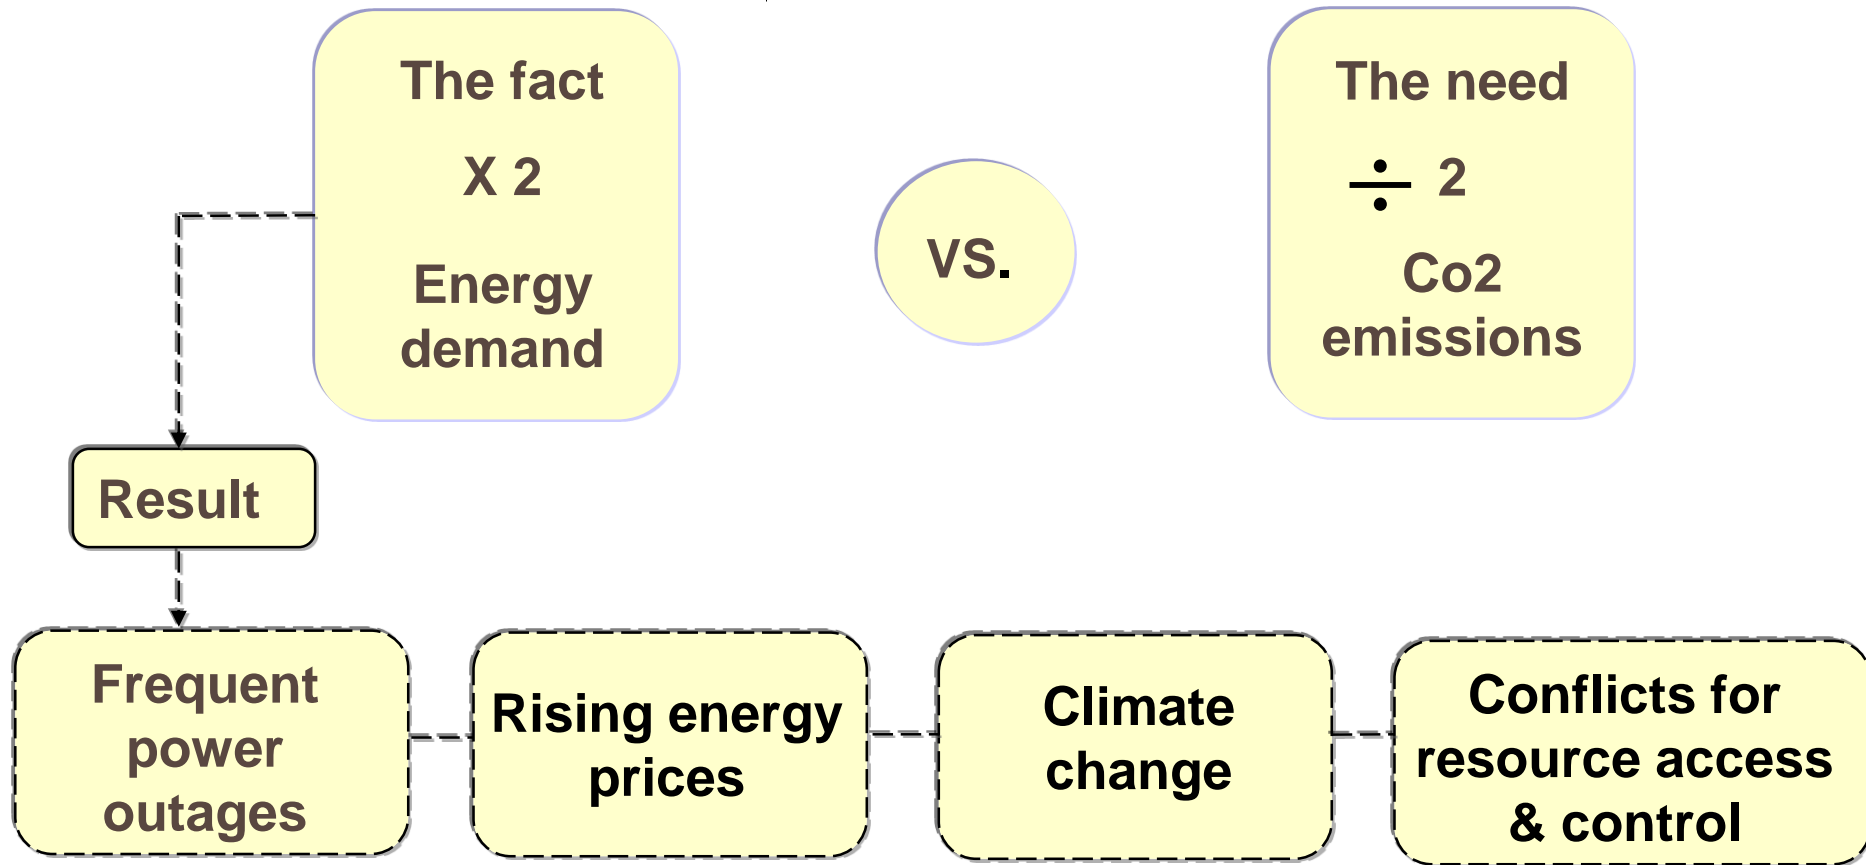 The fact
X 2
Energy
demand
VS.
The need
÷ 2
Co2
emissions
Result
Frequent
power
outages
Rising energy
prices
Climate
change
Conflicts for
resource access
& control